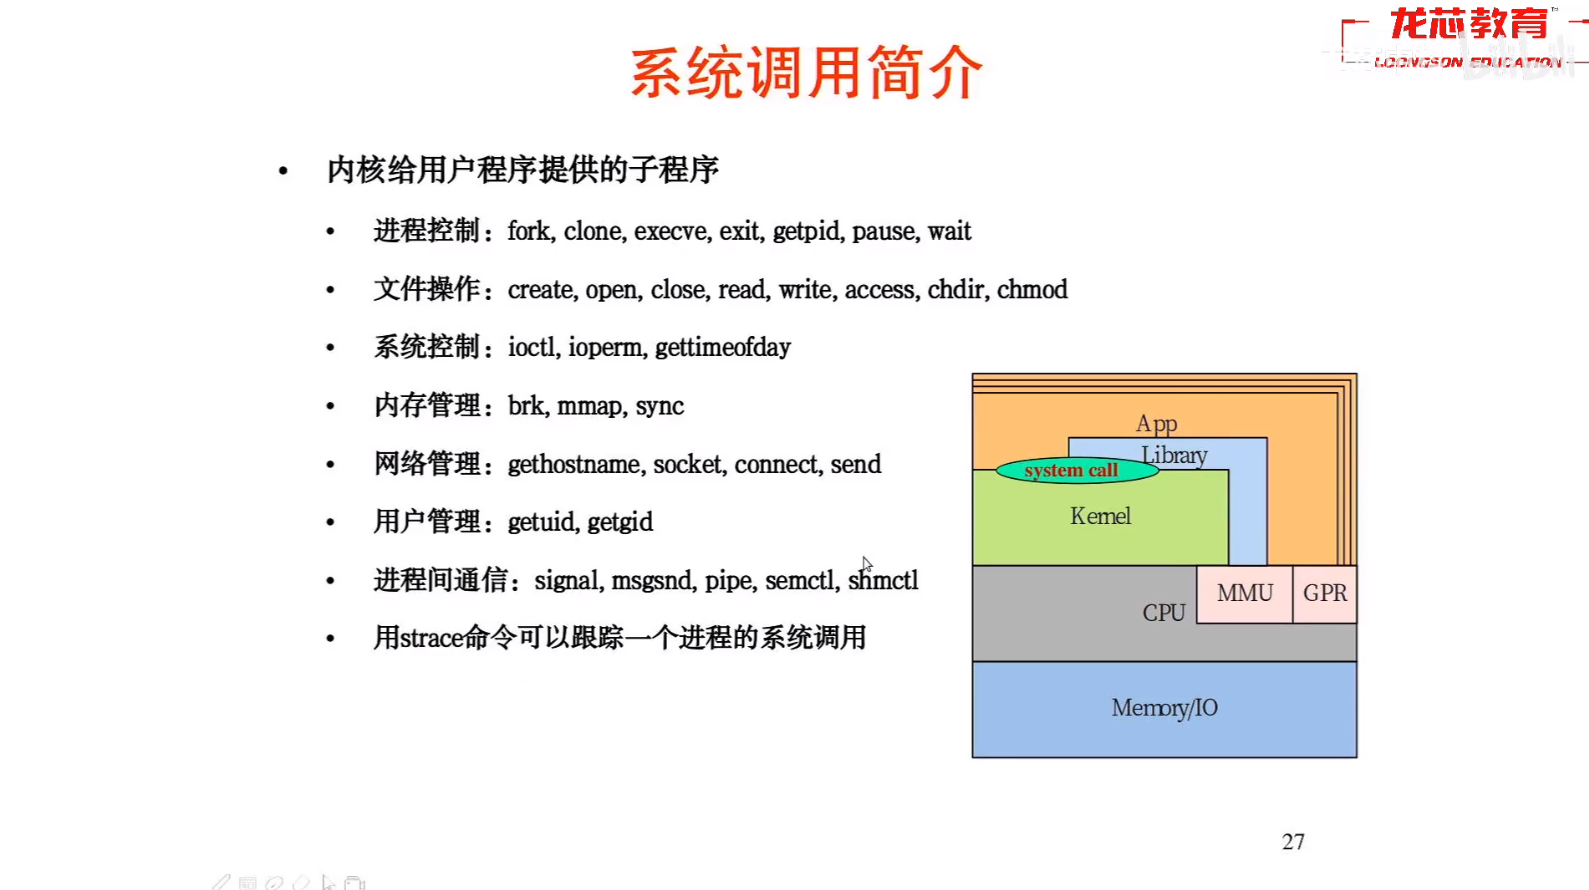 龙芯教育
LOONGSON EDUCATION
系统调用简介
• 内核给用户程序提供的子程序
• 进程控制：fork, clone, execve, exit, getpid, pause, wait
• 文件操作：create, open, close, read, write, access, chdir, chmod
• 系统控制：ioctl, ioperm, gettimeofday
• 内存管理：brk, mmap, sync
• 网络管理：gethostname, socket, connect, send
• 用户管理：getuid, getgid
• 进程间通信：signal, msgsnd, pipe, semctl, shmctl
• 用strace命令可以跟踪一个进程的系统调用
App
Library
system call
Kernel
MMU
GPR
CPU
Memory/IO
27